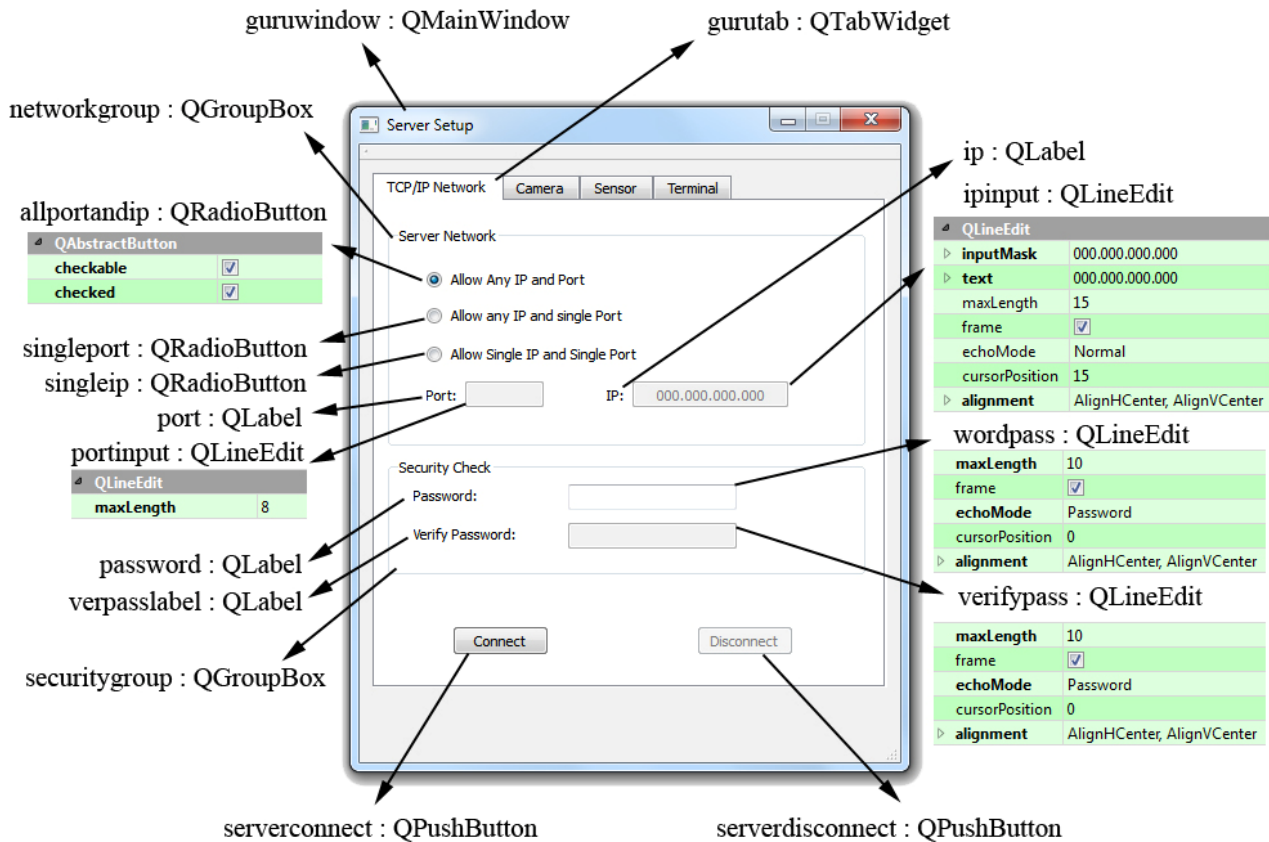 guruwindow : QMainWindow
gurutab : QTabWidget
networkgroup : QGroupBox
Server Setup
ip : QLabel
TCP/IP Network
Camera
Sensor
Terminal
ipinput : QLineEdit
allportandip : QRadioButton
QAbstractButton
checkable
checked
Server Network
Allow Any IP and Port
Allow any IP and single Port
Allow Single IP and Single Port
Port:
IP:
000.000.000.000
QLineEdit
inputMask 000.000.000.000
text 000.000.000.000
maxLength 15
frame
echoMode Normal
cursorPosition 15
alignment AlignHCenter, AlignVCenter
singleport : QRadioButton
singleip : QRadioButton
port : QLabel
portinput : QLineEdit
QLineEdit
maxLength 8
Security Check
Password:
Verify Password:
wordpass : QLineEdit
maxLength 10
frame
echoMode Password
cursorPosition 0
alignment AlignHCenter, AlignVCenter
password : QLabel
verpasslabel : QLabel
securitygroup : QGroupBox
Connect
Disconnect
verifypass : QLineEdit
maxLength 10
frame
echoMode Password
cursorPosition 0
alignment AlignHCenter, AlignVCenter
serverconnect : QPushButton
serverdisconnect : QPushButton